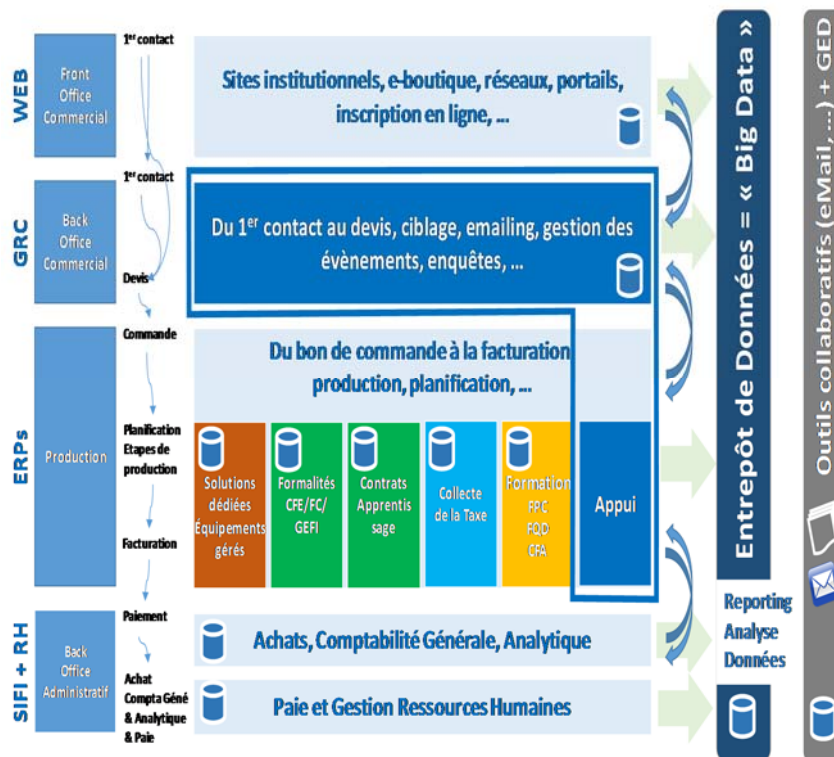 WEB
Front
Office
Commercial
1er contact
Sites institutionnels, e-boutique, réseaux, portails,
inscription en ligne, ...
GRC
Back
Office
Commercial
1er contact
Devis
Du 1er contact au devis, ciblage, emailing, gestion des
évènements, enquêtes, ...
ERPs
Production
Commande
Planification
Etapes de
production
Facturation
Du bon de commande à la facturation
production, planification, ...
Solutions
dédiées
Équipements
gérés
Formalités
CFE/FC/
GEFI
Contrats
Apprentis
sage
Collecte
de la Taxe
Formation
FPC
FQD
CFA
Appui
SIFI + RH
Back
Office
Administratif
Paiement
Achat
Compta Géné
& Analytique
& Paie
Achats, Comptabilité Générale, Analytique
Paie et Gestion Ressources Humaines
Entrepôt de Données = « Big Data »
Reporting
Analyse
Données
Outils collaboratifs (eMail,...) + GED